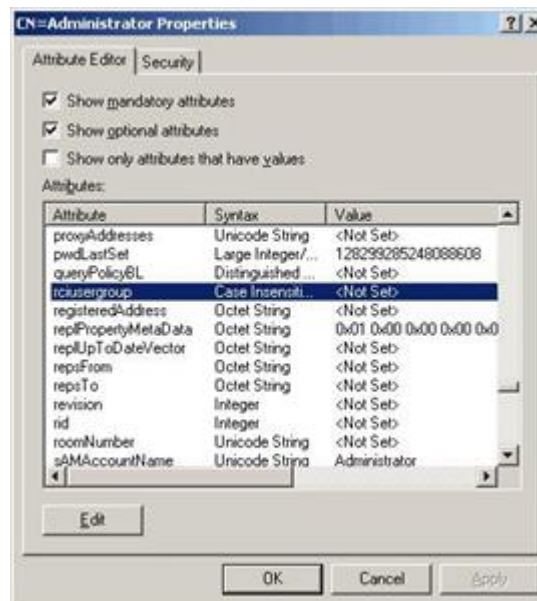 CN=Administrator Properties
Attribute Editor Security
Show mandatory attributes
Show optional attributes
Show only attributes that have values
Attributes:
Attribute Syntax Value
proxyAddresses Unicode String <Not Set>
pwdLastSet Large Integer/... 128299285248088608
queryPolicyBL Distinguished ... <Not Set>
rciusergroup Case Insensiti... <Not Set>
registeredAddress Octet String <Not Set>
replPropertyMetaData Octet String 0x01 0x00 0x00 0x00 0x0
replUpToDateVector Octet String <Not Set>
repsFrom Octet String <Not Set>
repsTo Octet String <Not Set>
revision Integer <Not Set>
rid Integer <Not Set>
roomNumber Unicode String <Not Set>
sAMAccountName Unicode String Administrator
Edit
OK Cancel Apply